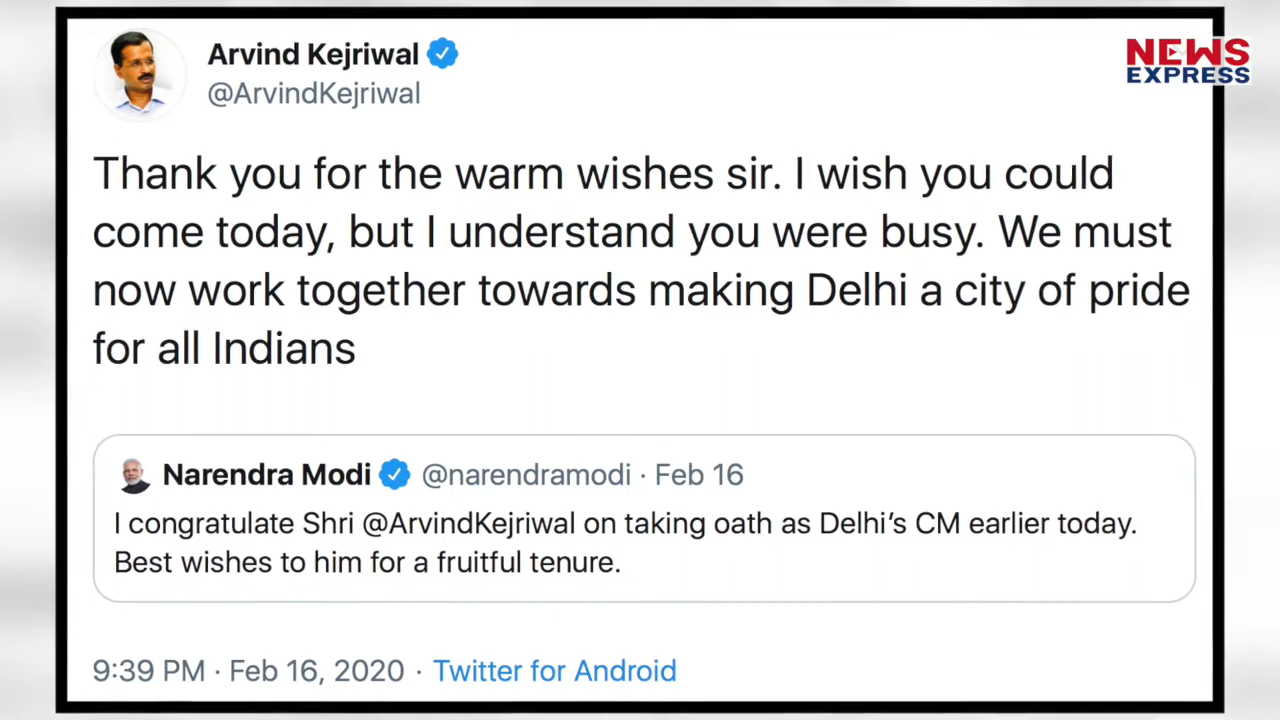 Arvind Kejriwal
@ArvindKejriwal
NEWS
EXPRESS
Thank you for the warm wishes sir. I wish you could
come today, but I understand you were busy. We must
now work together towards making Delhi a city of pride
for all Indians
Narendra Modi @narendramodi · Feb 16
I congratulate Shri @ArvindKejriwal on taking oath as Delhi's CM earlier today.
Best wishes to him for a fruitful tenure.
9:39 PM · Feb 16, 2020 · Twitter for Android